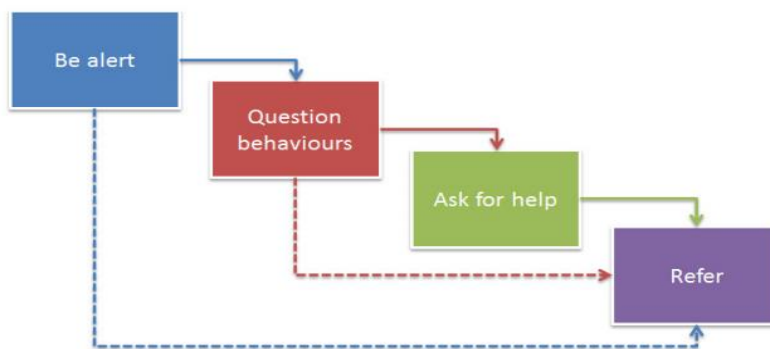 Be alert
Question
behaviours
Ask for help
Refer